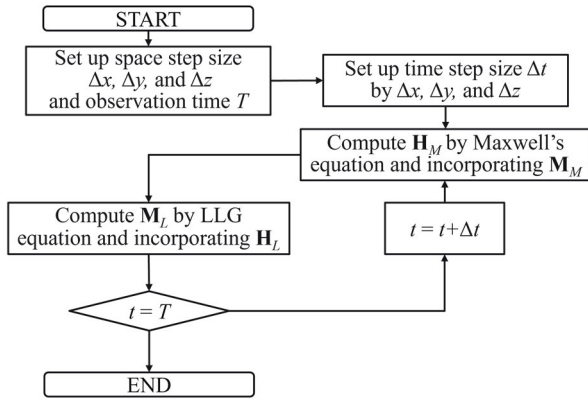 START
Set up space step size
Δx, Δy, and Δz
and observation time T
Set up time step size Δt
by Δx, Δy, and Δz
Compute H_M by Maxwell's
equation and incorporating M_M
Compute M_L by LLG
equation and incorporating H_L
t = t+Δt
t = T
END